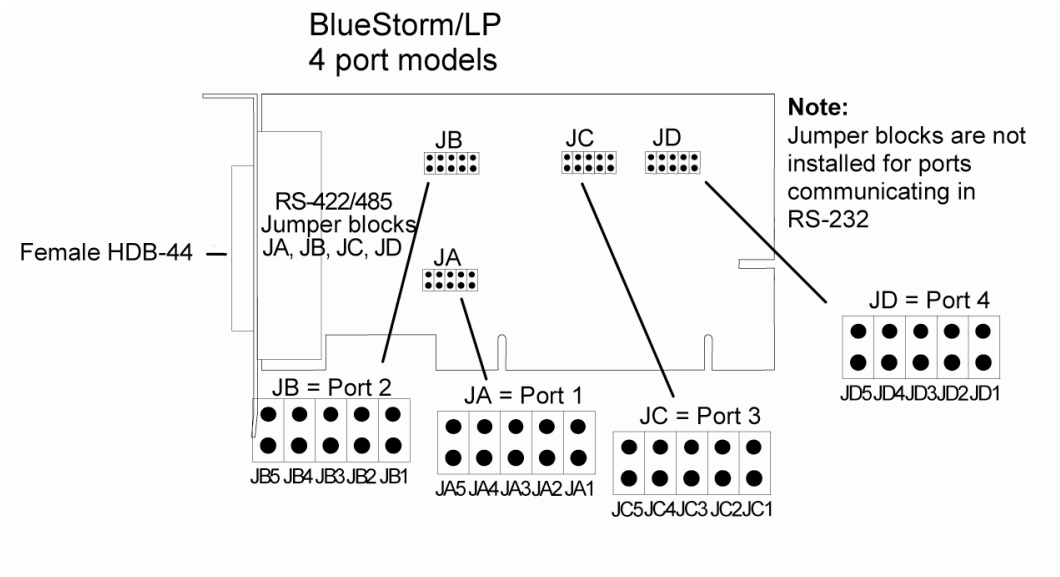 BlueStorm/LP
4 port models
Note:
Jumper blocks are not
installed for ports
communicating in
RS-232
JB
JC
JD
RS-422/485
Jumper blocks
JA, JB, JC, JD
Female HDB-44
JA
JD = Port 4
JD5 JD4 JD3 JD2 JD1
JB = Port 2
JB5 JB4 JB3 JB2 JB1
JA = Port 1
JA5 JA4 JA3 JA2 JA1
JC = Port 3
JC5 JC4 JC3 JC2 JC1